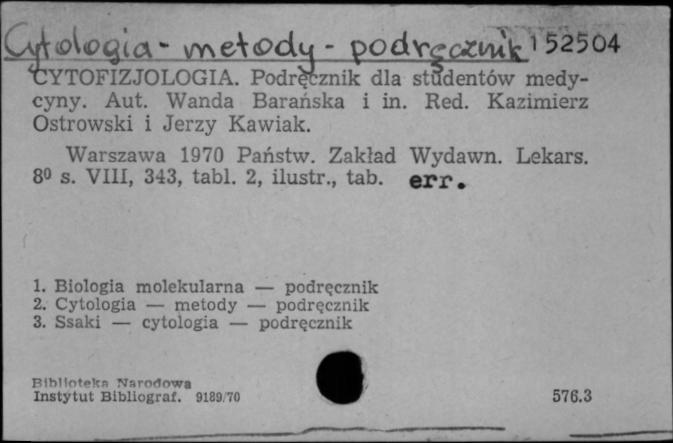 Cytologia - metody - podręcznik 152504
CYTOFIZJOLOGIA. Podręcznik dla studentów medy-
cyny. Aut. Wanda Barańska i in. Red. Kazimierz
Ostrowski i Jerzy Kawiak.
Warszawa 1970 Państw. Zakład Wydawn. Lekars.
8⁰ s. VIII, 343, tabl. 2, ilustr., tab. err.
1. Biologia molekularna — podręcznik
2. Cytologia — metody — podręcznik
3. Ssaki — cytologia — podręcznik
Biblioteka Narodowa
Instytut Bibliograf. 9189/70 576.3